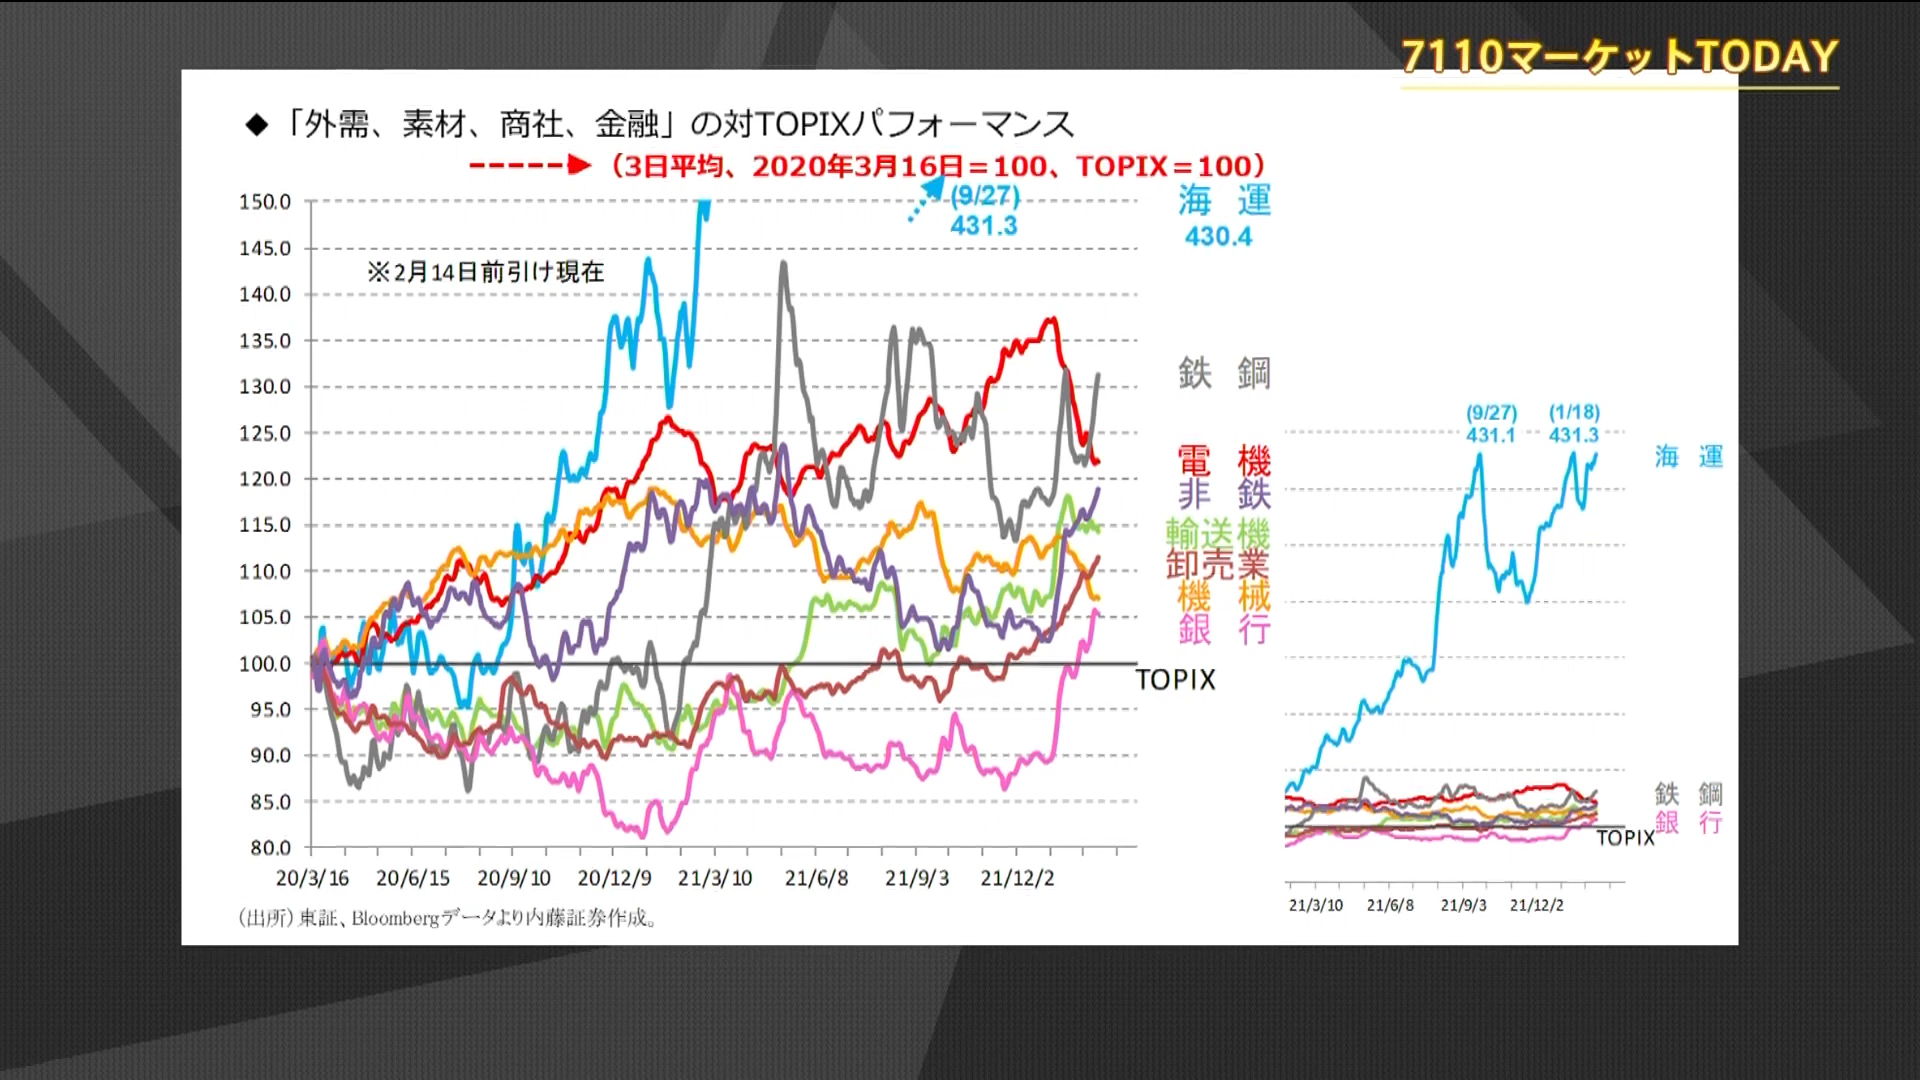 7110マーケットTODAY
◆「外需、素材、商社、金融」の対TOPIXパフォーマンス
（3日平均、2020年3月16日＝100、TOPIX＝100）
150.0
145.0
140.0
135.0
130.0
125.0
120.0
115.0
110.0
105.0
100.0
95.0
90.0
85.0
80.0
※2月14日前引け現在
(9/27)
431.3
海 運
430.4
鉄 鋼
電 機
非 鉄
輸送機
卸売業
機 械
銀 行
TOPIX
20/3/16 20/6/15 20/9/10 20/12/9 21/3/10 21/6/8 21/9/3 21/12/2
（出所）東証、Bloombergデータより内藤証券作成。
(9/27) (1/18)
431.1 431.3
海 運
鉄 鋼
銀 行
TOPIX
21/3/10 21/6/8 21/9/3 21/12/2